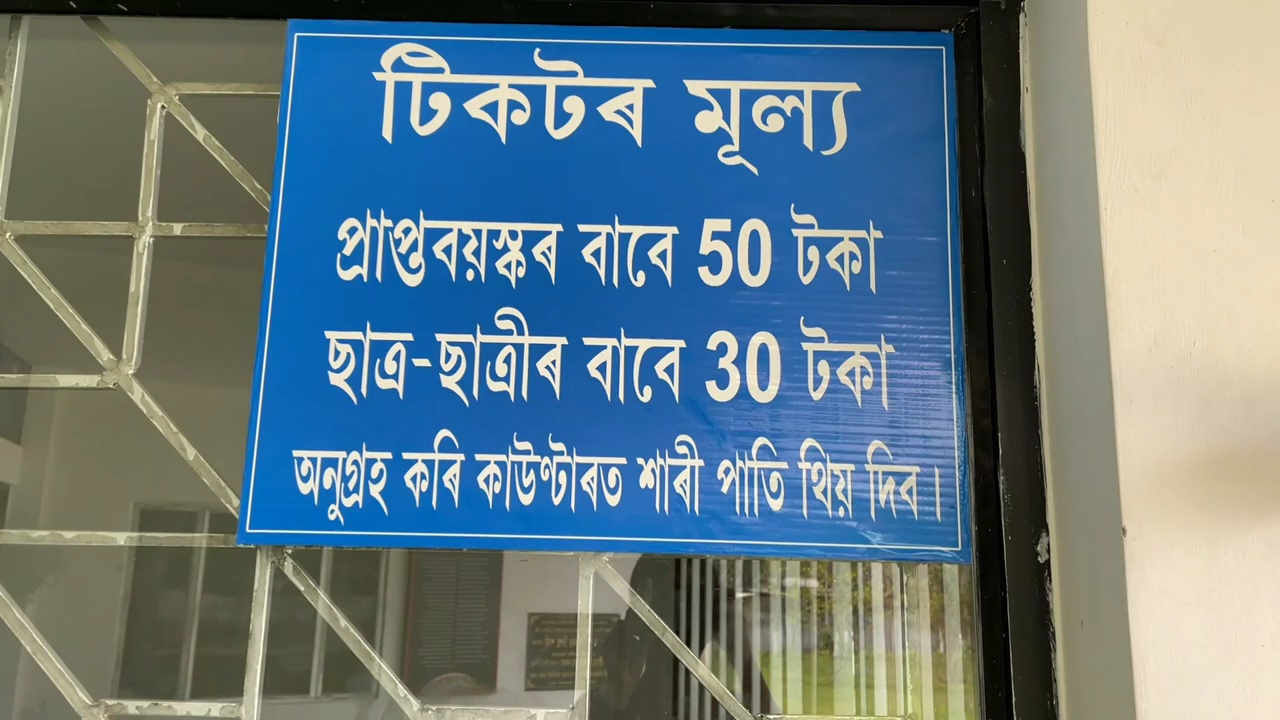 টিকটৰ মূল্য
প্ৰাপ্তবয়স্কৰ বাবে 50 টকা
ছাত্ৰ-ছাত্ৰীৰ বাবে 30 টকা
অনুগ্ৰহ কৰি কাউণ্টাৰত শাৰী পাতি থিয় দিব।